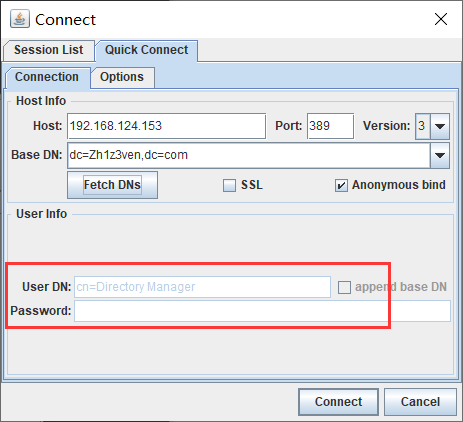 Connect
Session List Quick Connect
Connection Options
Host Info
Host: 192.168.124.153 Port: 389 Version: 3
Base DN: dc=Zh1z3ven,dc=com
Fetch DNs SSL Anonymous bind
User Info
User DN: cn=Directory Manager append base DN
Password:
Connect Cancel